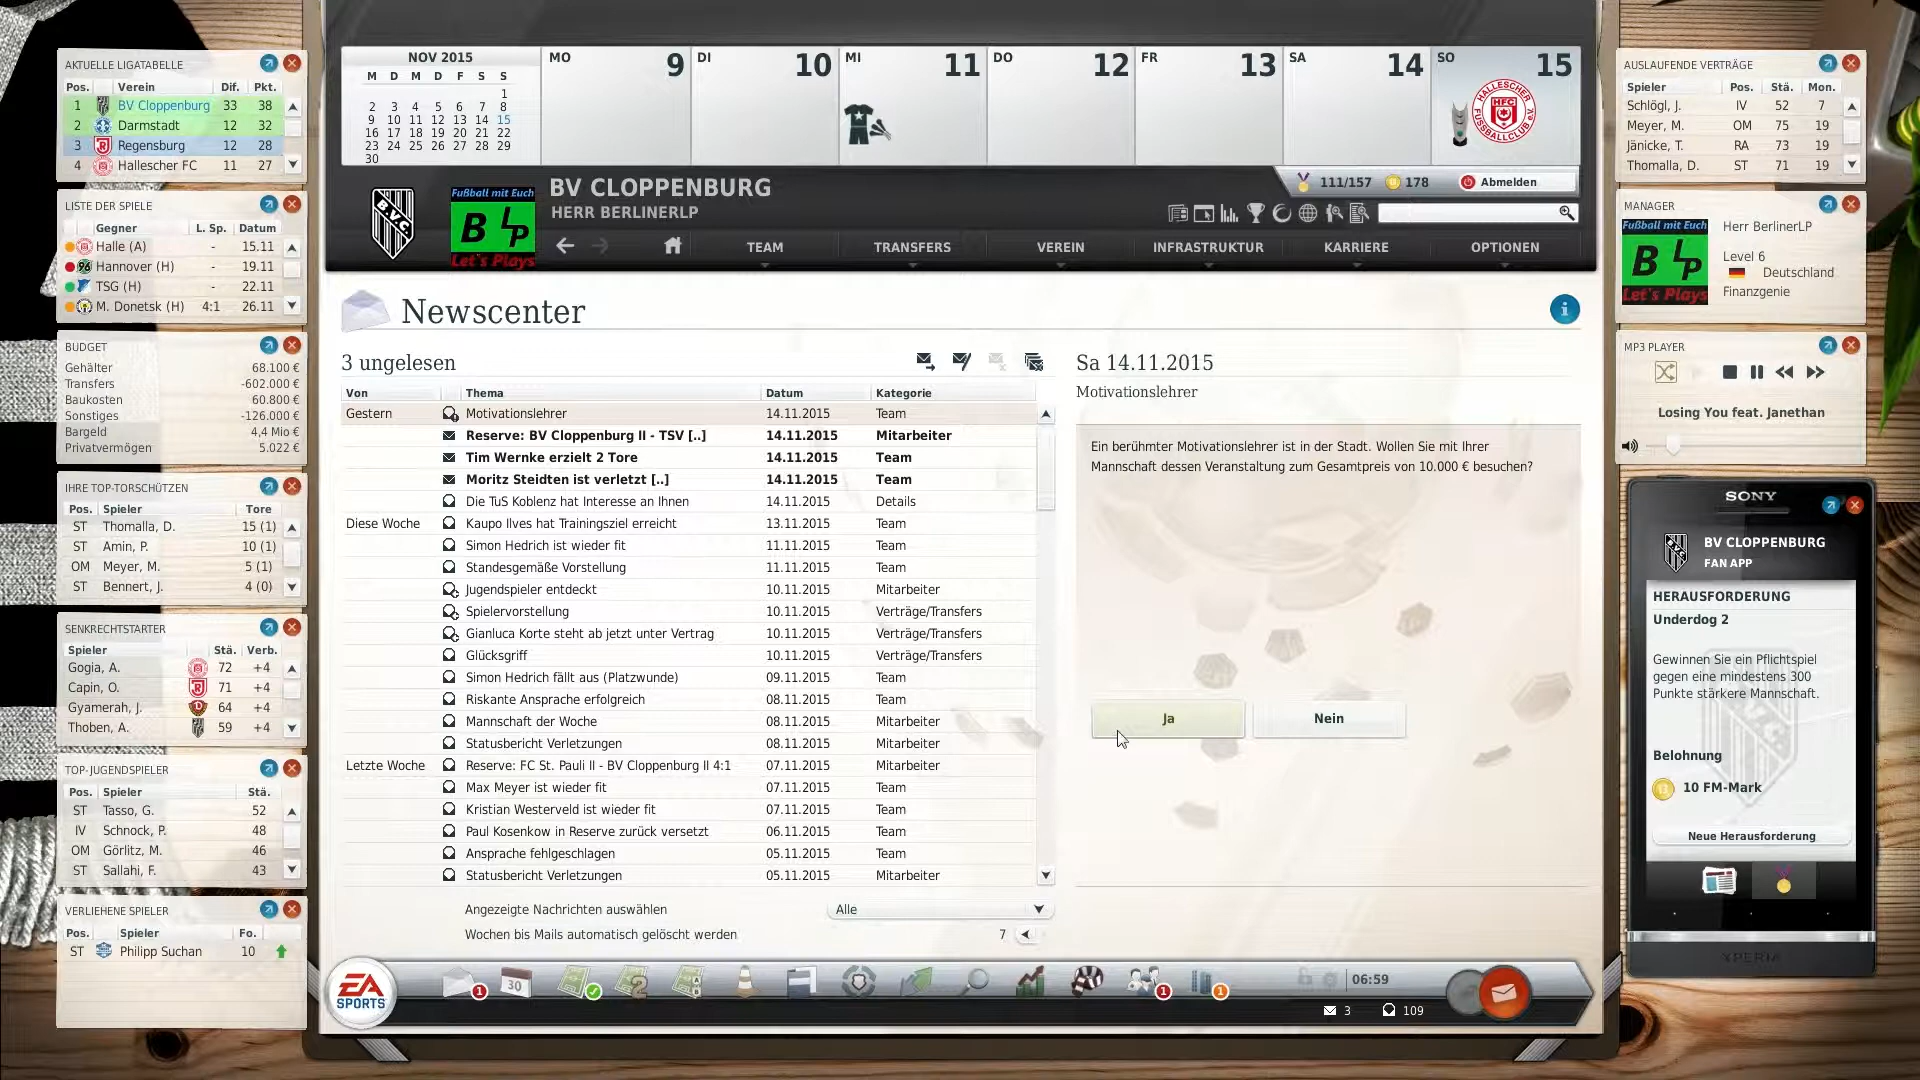 AKTUELLE LIGATABELLE
Pos. Verein Dif. Pkt.
1 BV Cloppenburg 33 38
2 Darmstadt 12 32
3 Regensburg 12 28
4 Hallescher FC 11 27
LISTE DER SPIELE
Gegner L. Sp. Datum
Halle (A) - 15.11
Hannover (H) - 19.11
TSG (H) - 22.11
M. Donetsk (H) 4:1 26.11
BUDGET
Gehälter 68.100 €
Transfers -602.000 €
Baukosten 60.800 €
Sonstiges -126.000 €
Bargeld 4,4 Mio €
Privatvermögen 5.022 €
IHRE TOP-TORSCHÜTZEN
Pos. Spieler Tore
ST Thomalla, D. 15 (1)
ST Amin, P. 10 (1)
OM Meyer, M. 5 (1)
ST Bennert, J. 4 (0)
SENKRECHTSTARTER
Spieler Stä. Verb.
Gogia, A. 72 +4
Capin, O. 71 +4
Gyamerah, J. 64 +4
Thoben, A. 59 +4
TOP-JUGENDSPIELER
Pos. Spieler Stä.
ST Tasso, G. 52
IV Schnock, P. 48
OM Görlitz, M. 46
ST Sallahi, F. 43
VERLIEHENE SPIELER
Pos. Spieler Fo.
ST Philipp Suchan 10
NOV 2015
M D M D F S S
1
2 3 4 5 6 7 8
9 10 11 12 13 14 15
16 17 18 19 20 21 22
23 24 25 26 27 28 29
30
MO 9
DI 10
MI 11
DO 12
FR 13
SA 14
SO 15
HALLESCHER FUSSBALLCLUB e.V.
HFC
B.V.C
Fußball mit Euch
BLP
Let's Plays
BV CLOPPENBURG
HERR BERLINERLP
111/157 178 Abmelden
TEAM TRANSFERS VEREIN INFRASTRUKTUR KARRIERE OPTIONEN
Newscenter
3 ungelesen
Von Thema Datum Kategorie
Gestern Motivationslehrer 14.11.2015 Team
Reserve: BV Cloppenburg II - TSV [..] 14.11.2015 Mitarbeiter
Tim Wernke erzielt 2 Tore 14.11.2015 Team
Moritz Steidten ist verletzt [..] 14.11.2015 Team
Die TuS Koblenz hat Interesse an Ihnen 14.11.2015 Details
Diese Woche Kaupo Ilves hat Trainingsziel erreicht 13.11.2015 Team
Simon Hedrich ist wieder fit 11.11.2015 Team
Standesgemäße Vorstellung 11.11.2015 Team
Jugendspieler entdeckt 10.11.2015 Mitarbeiter
Spielervorstellung 10.11.2015 Verträge/Transfers
Gianluca Korte steht ab jetzt unter Vertrag 10.11.2015 Verträge/Transfers
Glücksgriff 10.11.2015 Verträge/Transfers
Simon Hedrich fällt aus (Platzwunde) 09.11.2015 Team
Riskante Ansprache erfolgreich 08.11.2015 Team
Mannschaft der Woche 08.11.2015 Mitarbeiter
Statusbericht Verletzungen 08.11.2015 Mitarbeiter
Letzte Woche Reserve: FC St. Pauli II - BV Cloppenburg II 4:1 07.11.2015 Mitarbeiter
Max Meyer ist wieder fit 07.11.2015 Team
Kristian Westerveld ist wieder fit 07.11.2015 Team
Paul Kosenkow in Reserve zurück versetzt 06.11.2015 Team
Ansprache fehlgeschlagen 05.11.2015 Team
Statusbericht Verletzungen 05.11.2015 Mitarbeiter
Angezeigte Nachrichten auswählen Alle
Wochen bis Mails automatisch gelöscht werden 7
Sa 14.11.2015
Motivationslehrer
Ein berühmter Motivationslehrer ist in der Stadt. Wollen Sie mit Ihrer
Mannschaft dessen Veranstaltung zum Gesamtpreis von 10.000 € besuchen?
Ja Nein
EA
SPORTS
1 30 2 1 1 06:59
3 109
AUSLAUFENDE VERTRÄGE
Spieler Pos. Stä. Mon.
Schlögl, J. IV 52 7
Meyer, M. OM 75 19
Jänicke, T. RA 73 19
Thomalla, D. ST 71 19
MANAGER
Fußball mit Euch
BLP
Let's Plays
Herr BerlinerLP
Level 6
Deutschland
Finanzgenie
MP3 PLAYER
Losing You feat. Janethan
SONY
BV CLOPPENBURG
FAN APP
HERAUSFORDERUNG
Underdog 2
Gewinnen Sie ein Pflichtspiel
gegen eine mindestens 300
Punkte stärkere Mannschaft.
Belohnung
10 FM-Mark
Neue Herausforderung
XPERIA